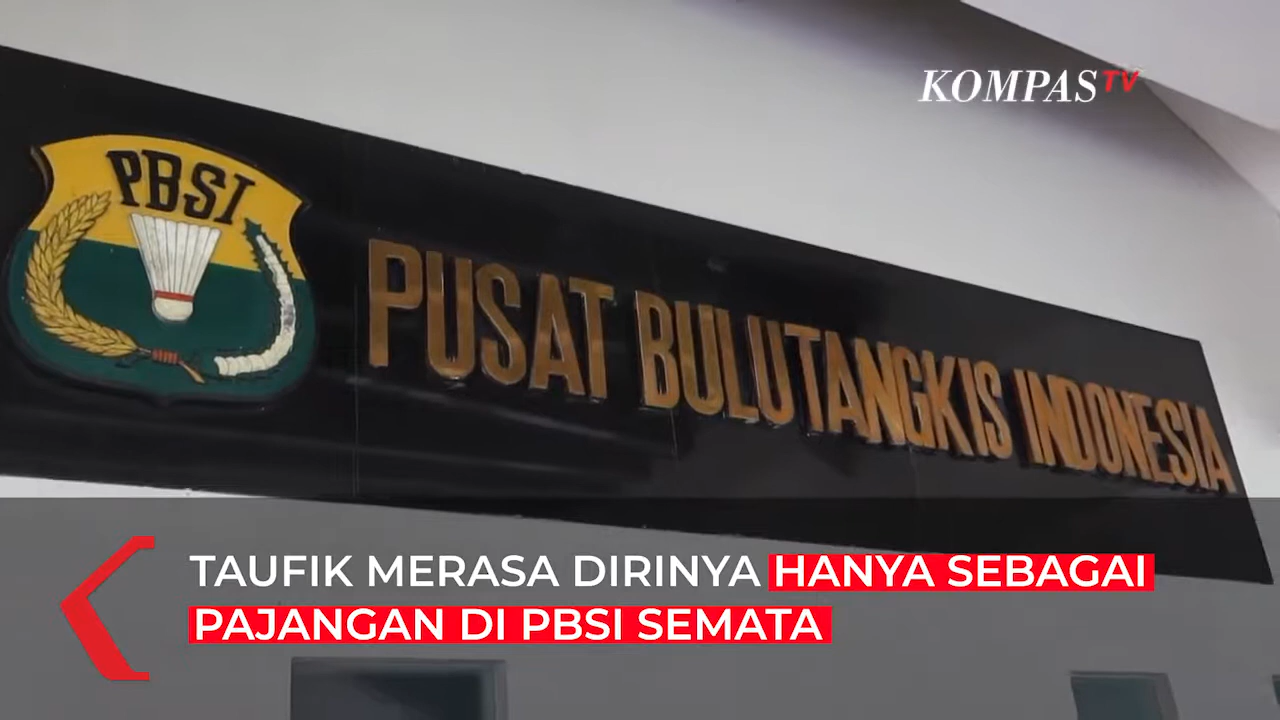 KOMPASTV
PBSI
PUSAT BULUTANGKIS INDONESIA
TAUFIK MERASA DIRINYA HANYA SEBAGAI
PAJANGAN DI PBSI SEMATA